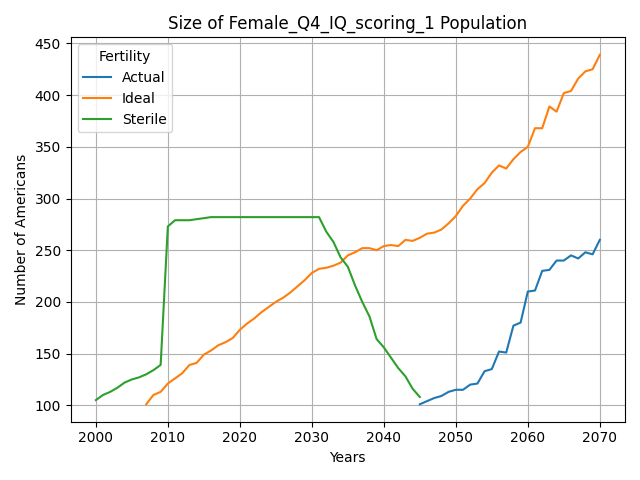 Size of Female_Q4_IQ_scoring_1 Population
Number of Americans
450
400
350
300
250
200
150
100
Fertility
Actual
Ideal
Sterile
2000 2010 2020 2030 2040 2050 2060 2070
Years